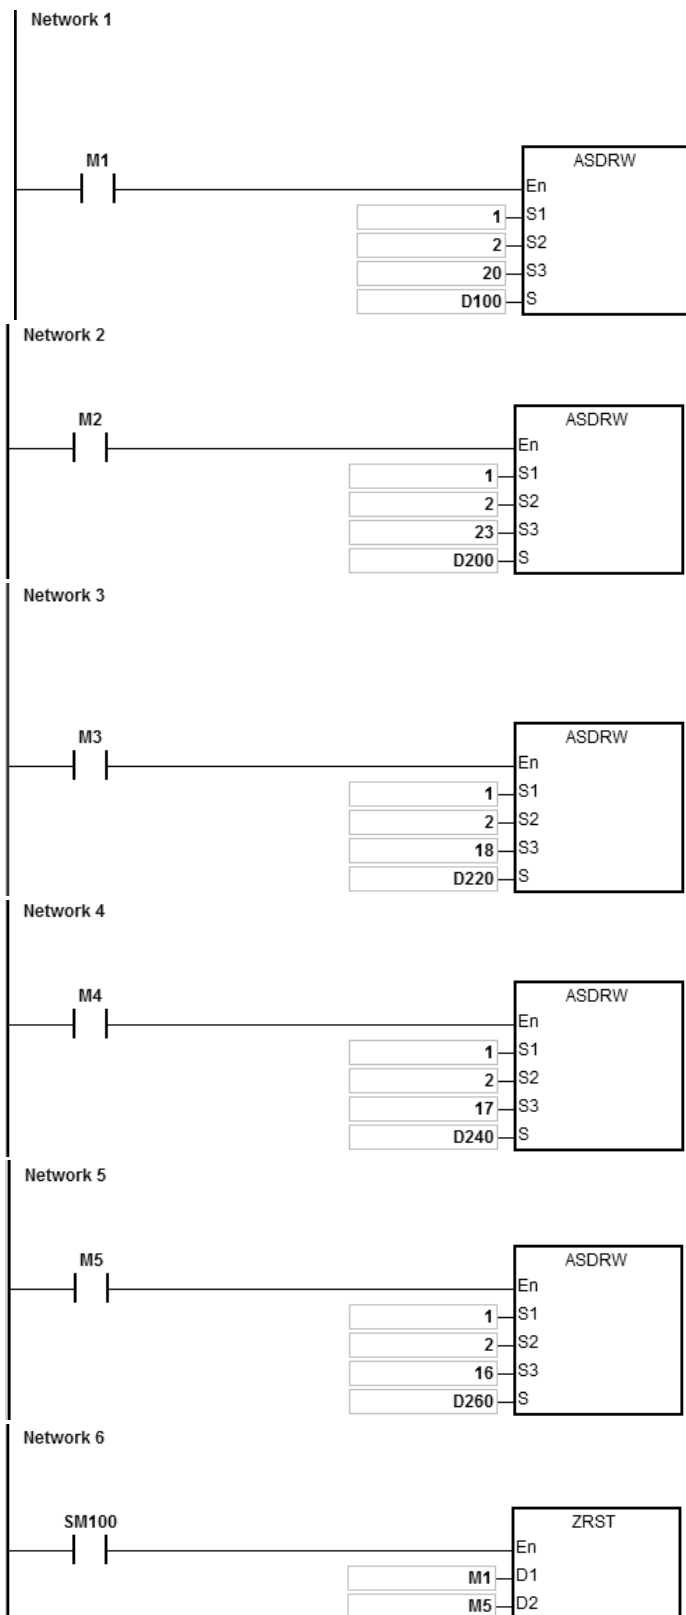 Network 1
M1
ASDRW
En
1 S1
2 S2
20 S3
D100 S
Network 2
M2
ASDRW
En
1 S1
2 S2
23 S3
D200 S
Network 3
M3
ASDRW
En
1 S1
2 S2
18 S3
D220 S
Network 4
M4
ASDRW
En
1 S1
2 S2
17 S3
D240 S
Network 5
M5
ASDRW
En
1 S1
2 S2
16 S3
D260 S
Network 6
SM100
ZRST
En
M1 D1
M5 D2